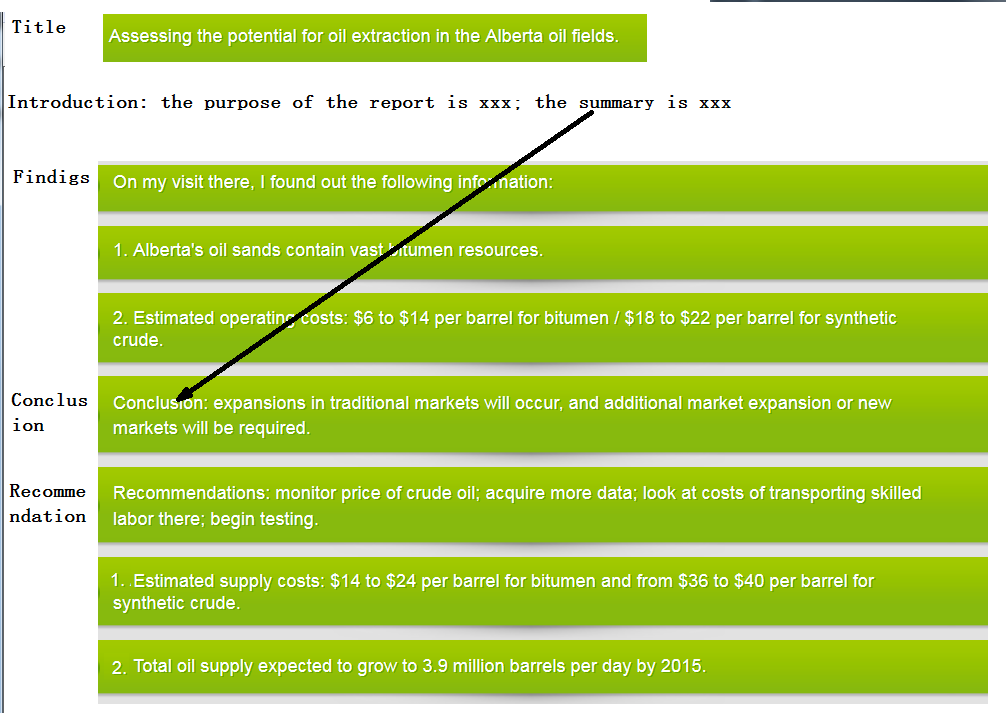 Title
Assessing the potential for oil extraction in the Alberta oil fields.
Introduction: the purpose of the report is xxx; the summary is xxx
Findigs
On my visit there, I found out the following information:
1. Alberta's oil sands contain vast bitumen resources.
2. Estimated operating costs: $6 to $14 per barrel for bitumen / $18 to $22 per barrel for synthetic
crude.
Conclus
ion
Conclusion: expansions in traditional markets will occur, and additional market expansion or new
markets will be required.
Recomme
ndation
Recommendations: monitor price of crude oil; acquire more data; look at costs of transporting skilled
labor there; begin testing.
1. .Estimated supply costs: $14 to $24 per barrel for bitumen and from $36 to $40 per barrel for
synthetic crude.
2. Total oil supply expected to grow to 3.9 million barrels per day by 2015.